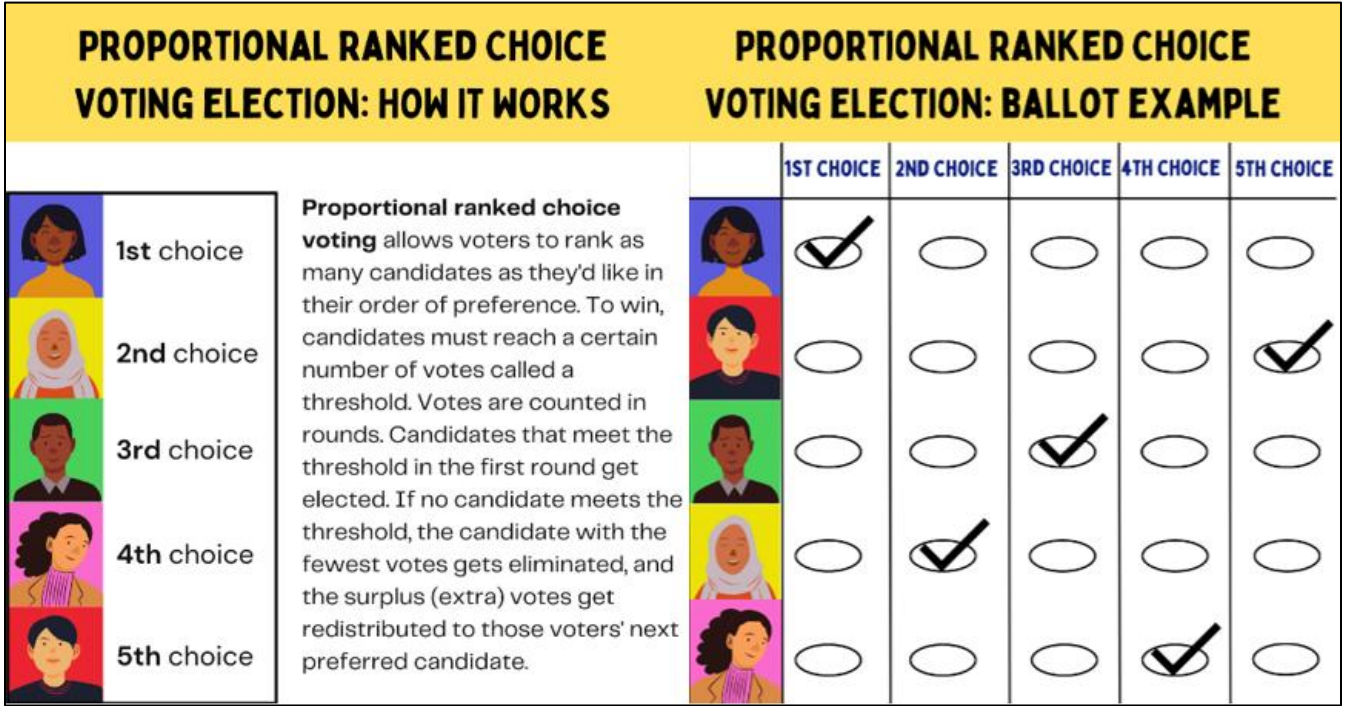 PROPORTIONAL RANKED CHOICE
VOTING ELECTION: HOW IT WORKS
1st choice
2nd choice
3rd choice
4th choice
5th choice
Proportional ranked choice
voting allows voters to rank as
many candidates as they'd like in
their order of preference. To win,
candidates must reach a certain
number of votes called a
threshold. Votes are counted in
rounds. Candidates that meet the
threshold in the first round get
elected. If no candidate meets the
threshold, the candidate with the
fewest votes gets eliminated, and
the surplus (extra) votes get
redistributed to those voters' next
preferred candidate.
PROPORTIONAL RANKED CHOICE
VOTING ELECTION: BALLOT EXAMPLE
1ST CHOICE 2ND CHOICE 3RD CHOICE 4TH CHOICE 5TH CHOICE